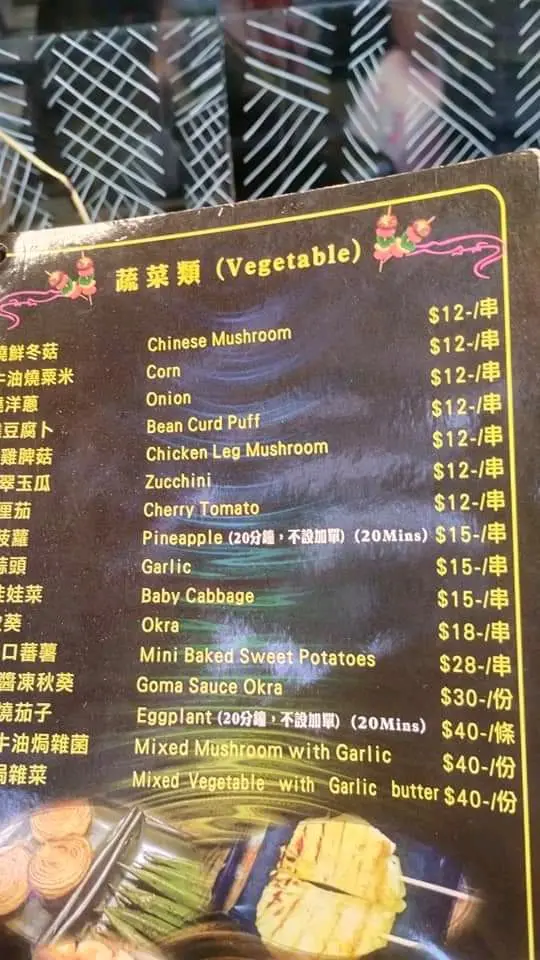 蔬菜類 (Vegetable)
燒鮮冬菇 Chinese Mushroom $12-/串
牛油燒粟米 Corn $12-/串
燒洋蔥 Onion $12-/串
豆腐卜 Bean Curd Puff $12-/串
雞脾菇 Chicken Leg Mushroom $12-/串
翠玉瓜 Zucchini $12-/串
厘茄 Cherry Tomato $12-/串
菠蘿 Pineapple (20分鐘，不設加單) (20Mins) $15-/串
蒜頭 Garlic $15-/串
娃娃菜 Baby Cabbage $15-/串
葵 Okra $18-/串
口蕃薯 Mini Baked Sweet Potatoes $28-/串
醬凍秋葵 Goma Sauce Okra $30-/份
燒茄子 Eggplant (20分鐘，不設加單) (20Mins) $40-/條
牛油焗雜菌 Mixed Mushroom with Garlic $40-/份
焗雜菜 Mixed Vegetable with Garlic butter $40-/份